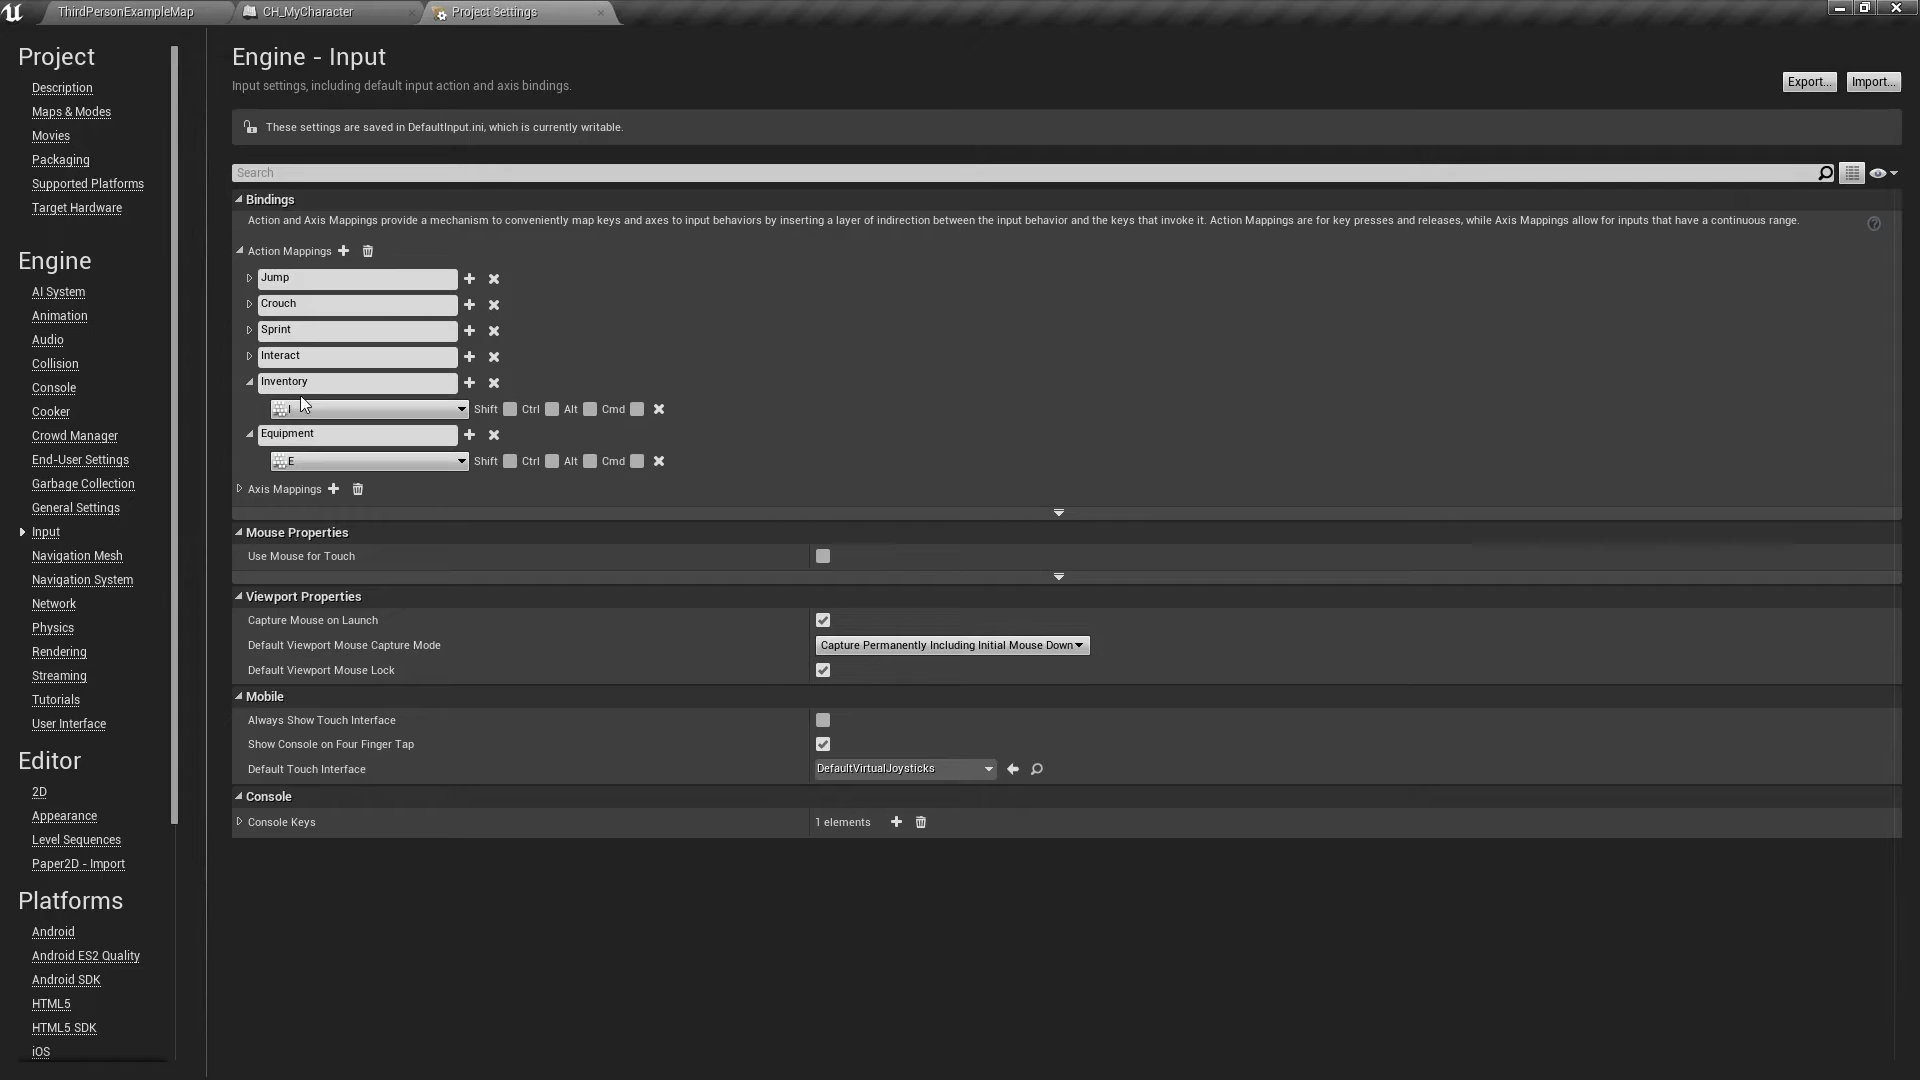 ThirdPersonExampleMap
CH_MyCharacter
Project Settings
Project
Description
Maps & Modes
Movies
Packaging
Supported Platforms
Target Hardware
Engine
AI System
Animation
Audio
Collision
Console
Cooker
Crowd Manager
End-User Settings
Garbage Collection
General Settings
Input
Navigation Mesh
Navigation System
Network
Physics
Rendering
Streaming
Tutorials
User Interface
Editor
2D
Appearance
Level Sequences
Paper2D - Import
Platforms
Android
Android ES2 Quality
Android SDK
HTML5
HTML5 SDK
iOS
Engine - Input
Input settings, including default input action and axis bindings.
Export...
Import...
These settings are saved in DefaultInput.ini, which is currently writable.
Search
Bindings
Action and Axis Mappings provide a mechanism to conveniently map keys and axes to input behaviors by inserting a layer of indirection between the input behavior and the keys that invoke it. Action Mappings are for key presses and releases, while Axis Mappings allow for inputs that have a continuous range.
Action Mappings
Jump
Crouch
Sprint
Interact
Inventory
I Shift Ctrl Alt Cmd
Equipment
E Shift Ctrl Alt Cmd
Axis Mappings
Mouse Properties
Use Mouse for Touch
Viewport Properties
Capture Mouse on Launch
Default Viewport Mouse Capture Mode Capture Permanently Including Initial Mouse Down
Default Viewport Mouse Lock
Mobile
Always Show Touch Interface
Show Console on Four Finger Tap
Default Touch Interface DefaultVirtualJoysticks
Console
Console Keys 1 elements